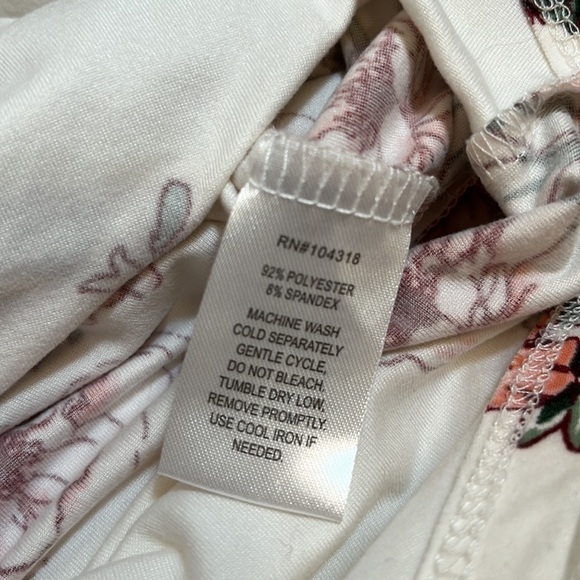 RN#104318
92% POLYESTER
8% SPANDEX
MACHINE WASH
COLD SEPARATELY
GENTLE CYCLE,
DO NOT BLEACH.
TUMBLE DRY LOW,
REMOVE PROMPTLY.
USE COOL IRON IF
NEEDED.